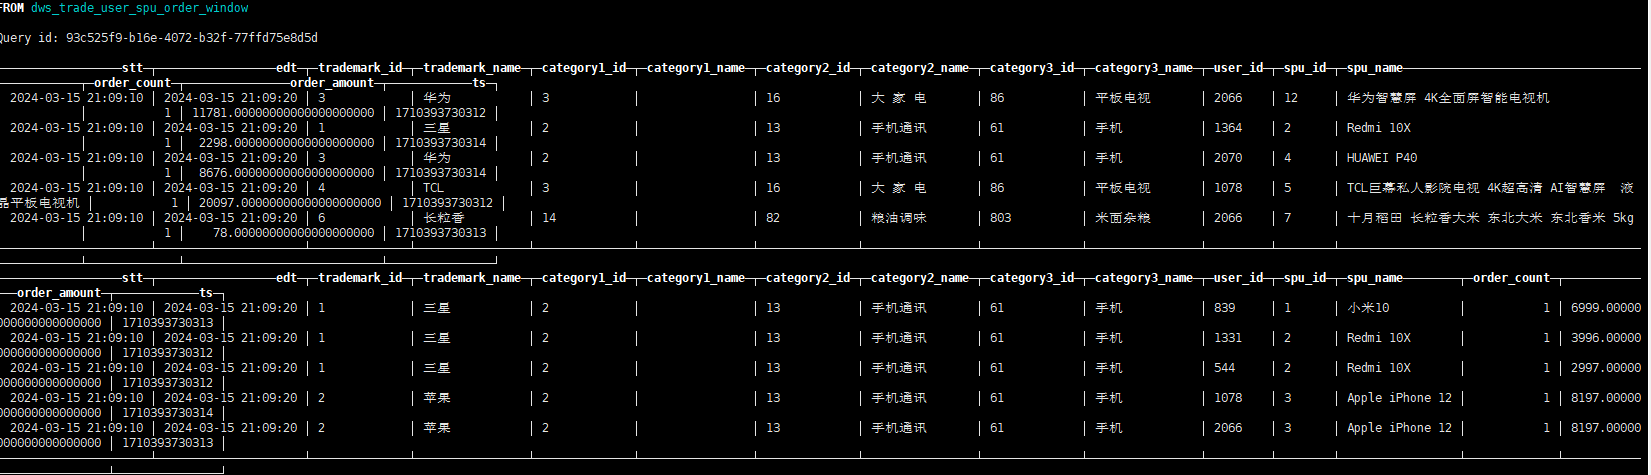 FROM dws_trade_user_spu_order_window
Query id: 93c525f9-b16e-4072-b32f-77ffd75e8d5d
stt edt trademark_id trademark_name category1_id category1_name category2_id category2_name category3_id category3_name user_id spu_id spu_name
order_count order_amount ts
2024-03-15 21:09:10 2024-03-15 21:09:20 3 华为 3 16 大 家 电 86 平板电视 2066 12 华为智慧屏 4K全面屏智能电视机
1 11781.00000000000000000000 1710393730312
2024-03-15 21:09:10 2024-03-15 21:09:20 1 三星 2 13 手机通讯 61 手机 1364 2 Redmi 10X
1 2298.00000000000000000000 1710393730314
2024-03-15 21:09:10 2024-03-15 21:09:20 3 华为 2 13 手机通讯 61 手机 2070 4 HUAWEI P40
1 8676.00000000000000000000 1710393730314
2024-03-15 21:09:10 2024-03-15 21:09:20 4 TCL 3 16 大 家 电 86 平板电视 1078 5 TCL巨幕私人影院电视 4K超高清 AI智慧屏 液
晶平板电视机 1 20097.00000000000000000000 1710393730312
2024-03-15 21:09:10 2024-03-15 21:09:20 6 长粒香 14 82 粮油调味 803 米面杂粮 2066 7 十月稻田 长粒香大米 东北大米 东北香米 5kg
1 78.00000000000000000000 1710393730313
stt edt trademark_id trademark_name category1_id category1_name category2_id category2_name category3_id category3_name user_id spu_id spu_name order_count
order_amount ts
2024-03-15 21:09:10 2024-03-15 21:09:20 1 三星 2 13 手机通讯 61 手机 839 1 小米10 1 6999.00000
000000000000000 1710393730313
2024-03-15 21:09:10 2024-03-15 21:09:20 1 三星 2 13 手机通讯 61 手机 1331 2 Redmi 10X 1 3996.00000
000000000000000 1710393730312
2024-03-15 21:09:10 2024-03-15 21:09:20 1 三星 2 13 手机通讯 61 手机 544 2 Redmi 10X 1 2997.00000
000000000000000 1710393730312
2024-03-15 21:09:10 2024-03-15 21:09:20 2 苹果 2 13 手机通讯 61 手机 1078 3 Apple iPhone 12 1 8197.00000
000000000000000 1710393730314
2024-03-15 21:09:10 2024-03-15 21:09:20 2 苹果 2 13 手机通讯 61 手机 2066 3 Apple iPhone 12 1 8197.00000
000000000000000 1710393730313